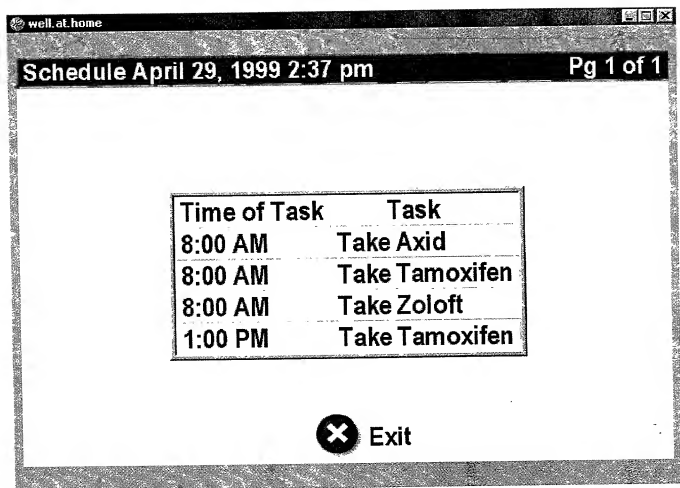 well.at.home
Schedule April 29, 1999 2:37 pm Pg 1 of 1
Time of Task Task
8:00 AM Take Axid
8:00 AM Take Tamoxifen
8:00 AM Take Zoloft
1:00 PM Take Tamoxifen
Exit